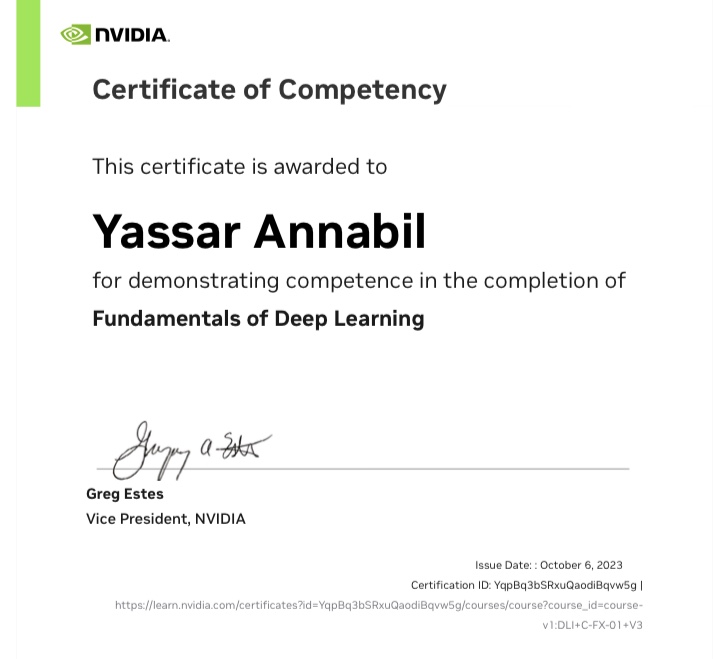 NVIDIA.
Certificate of Competency
This certificate is awarded to
Yassar Annabil
for demonstrating competence in the completion of
Fundamentals of Deep Learning
Greg Estes
Vice President, NVIDIA
Issue Date: : October 6, 2023
Certification ID: YqpBq3bSRxuQaodiBqvw5g |
https://learn.nvidia.com/certificates?id=YqpBq3bSRxuQaodiBqvw5g/courses/course?course_id=course-
v1:DLI+C-FX-01+V3